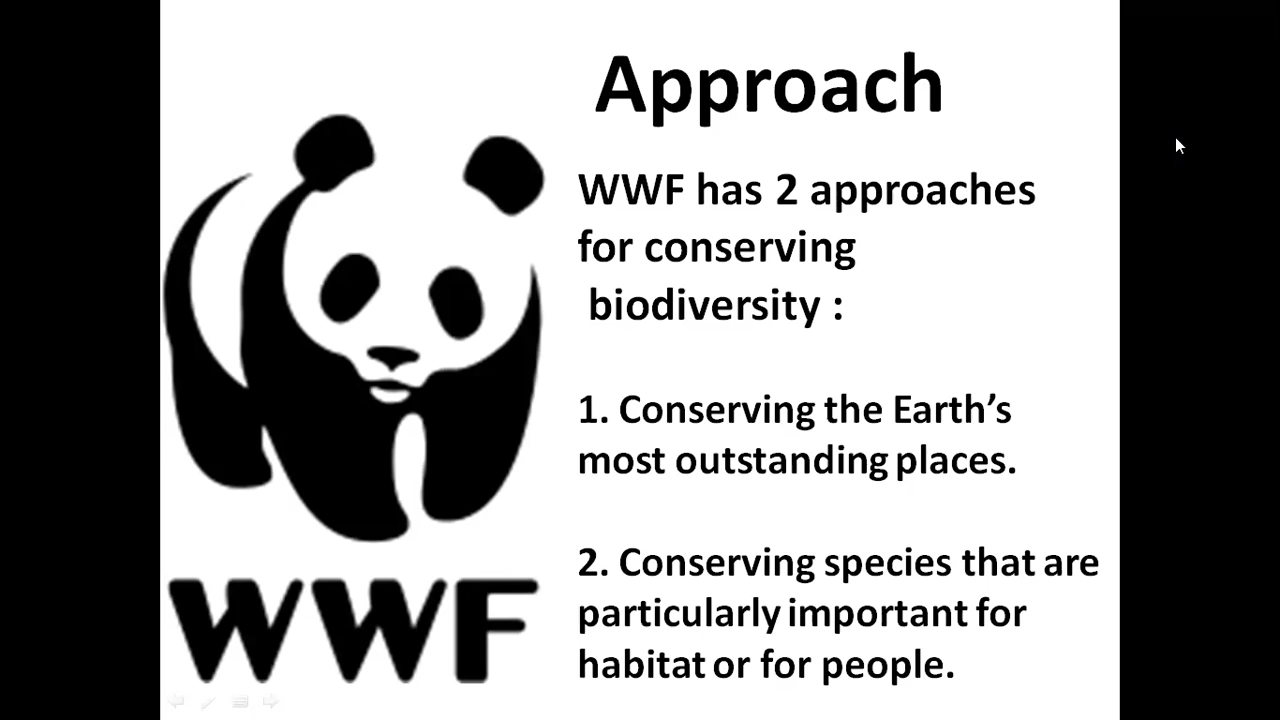 Approach
WWF has 2 approaches
for conserving
biodiversity :
1. Conserving the Earth’s
most outstanding places.
2. Conserving species that are
particularly important for
habitat or for people.
WWF